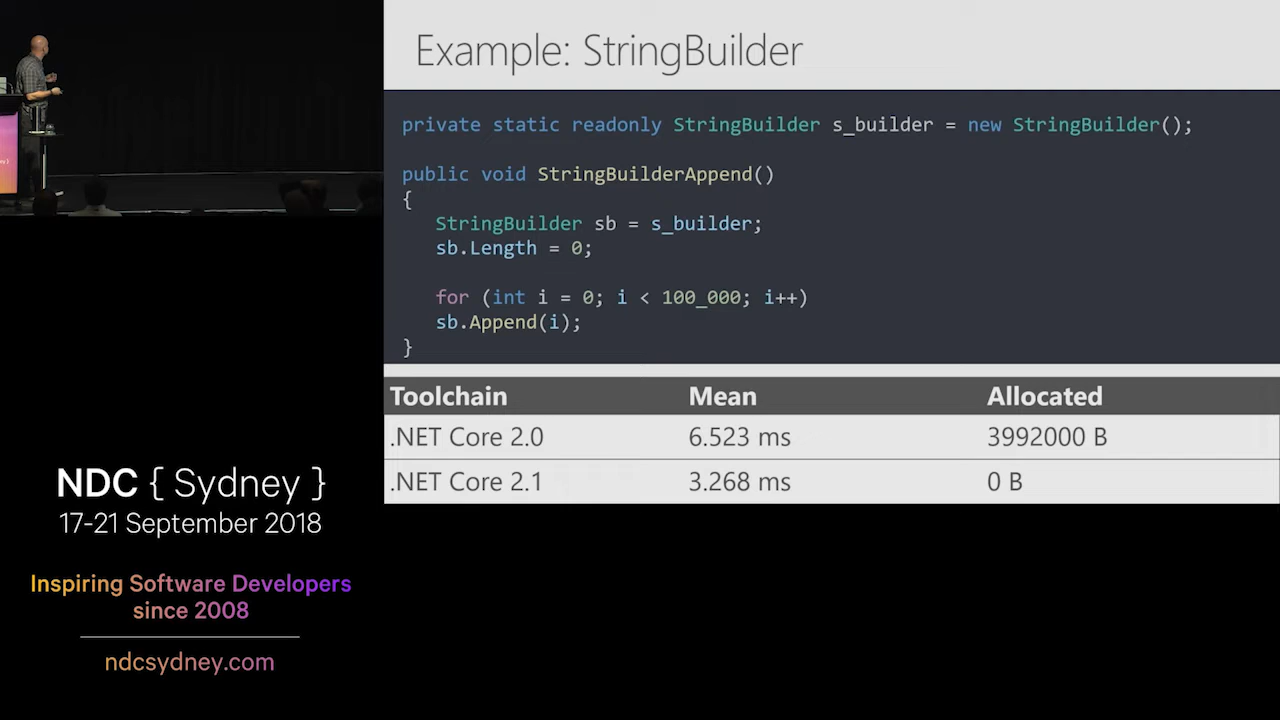 Example: StringBuilder
private static readonly StringBuilder s_builder = new StringBuilder();
public void StringBuilderAppend()
{
StringBuilder sb = s_builder;
sb.Length = 0;
for (int i = 0; i < 100_000; i++)
sb.Append(i);
}
Toolchain Mean Allocated
.NET Core 2.0 6.523 ms 3992000 B
.NET Core 2.1 3.268 ms 0 B
NDC { Sydney }
17-21 September 2018
Inspiring Software Developers
since 2008
ndcsydney.com